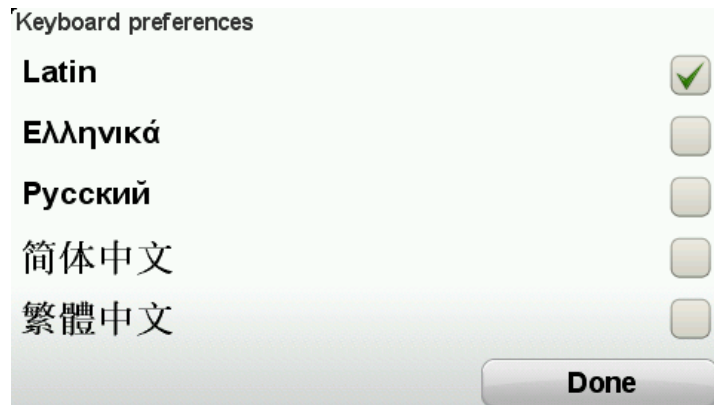 Keyboard preferences
Latin
Ελληνικά
Русский
简体中文
繁體中文
Done